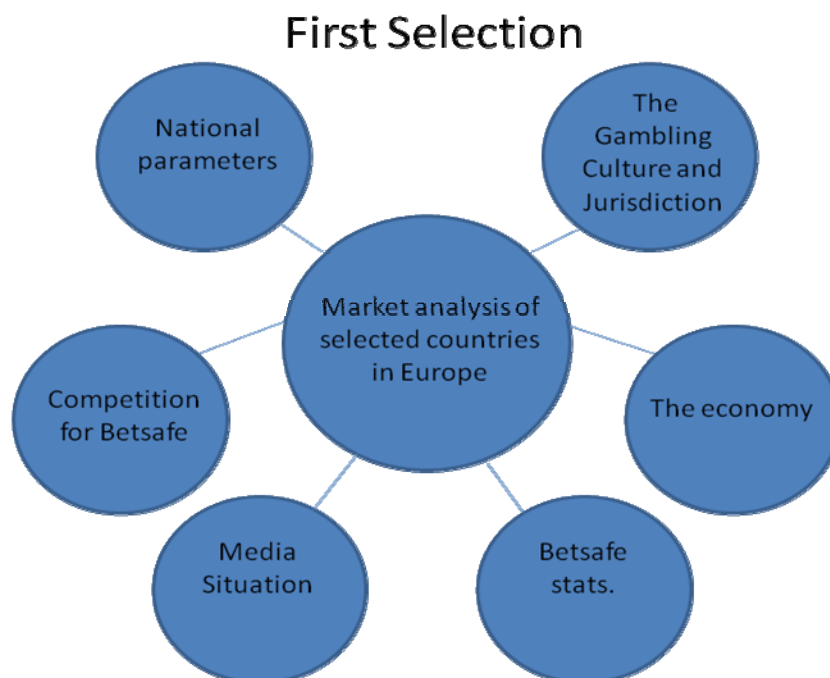 First Selection
National
parameters
The
Gambling
Culture and
Jurisdiction
Market analysis of
selected countries
in Europe
Competition
for Betsafe
The economy
Media
Situation
Betsafe
stats.